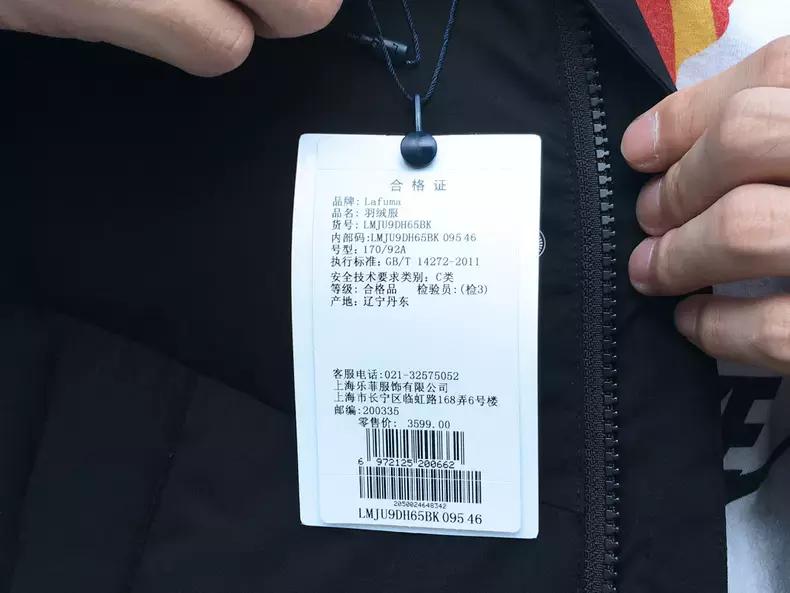 合格证
品牌: Lafuma
品名: 羽绒服
货号: LMJU9DH65BK
内部码:LMJU9DH65BK 095 46
号型: 170/92A
执行标准: GB/T 14272-2011
安全技术要求类别: C类
等级: 合格品 检验员:(检3)
产地: 辽宁丹东
客服电话:021-32575052
上海乐菲服饰有限公司
上海市长宁区临虹路168弄6号楼
邮编:200335
零售价: 3599.00
6 972125 200662
2050024648342
LMJU9DH65BK 095 46